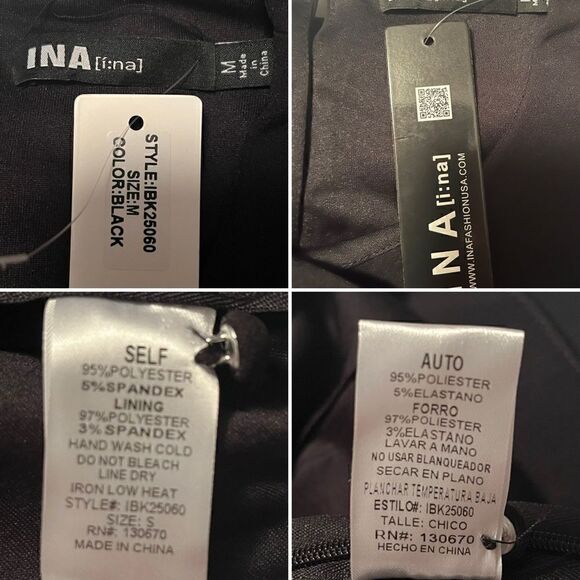 INA [i:na]
M
Made
in
China
STYLE:IBK25060
SIZE:M
COLOR:BLACK
INA [i:na]
WWW.INAFASHIONUSA.COM
SELF
95%POLYESTER
5%SPANDEX
LINING
97%POLYESTER
3%SPANDEX
HAND WASH COLD
DO NOT BLEACH
LINE DRY
IRON LOW HEAT
STYLE#: IBK25060
SIZE: S
RN#: 130670
MADE IN CHINA
AUTO
95%POLIESTER
5%ELASTANO
FORRO
97%POLIESTER
3%ELASTANO
LAVAR A MANO
NO USAR BLANQUEADOR
SECAR EN PLANO
PLANCHAR TEMPERATURA BAJA
ESTILO#: IBK25060
TALLE: CHICO
RN#: 130670
HECHO EN CHINA